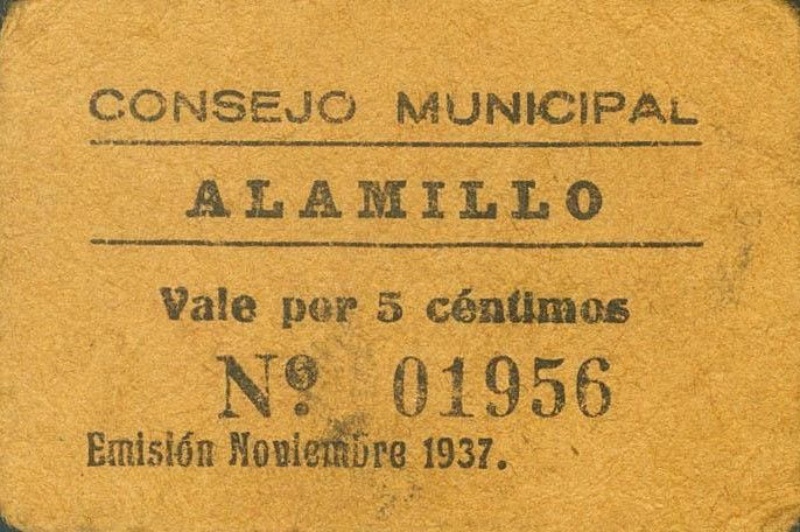 CONSEJO MUNICIPAL
ALAMILLO
Vale por 5 céntimos
Nº. 01956
Emisión Noviembre 1937.